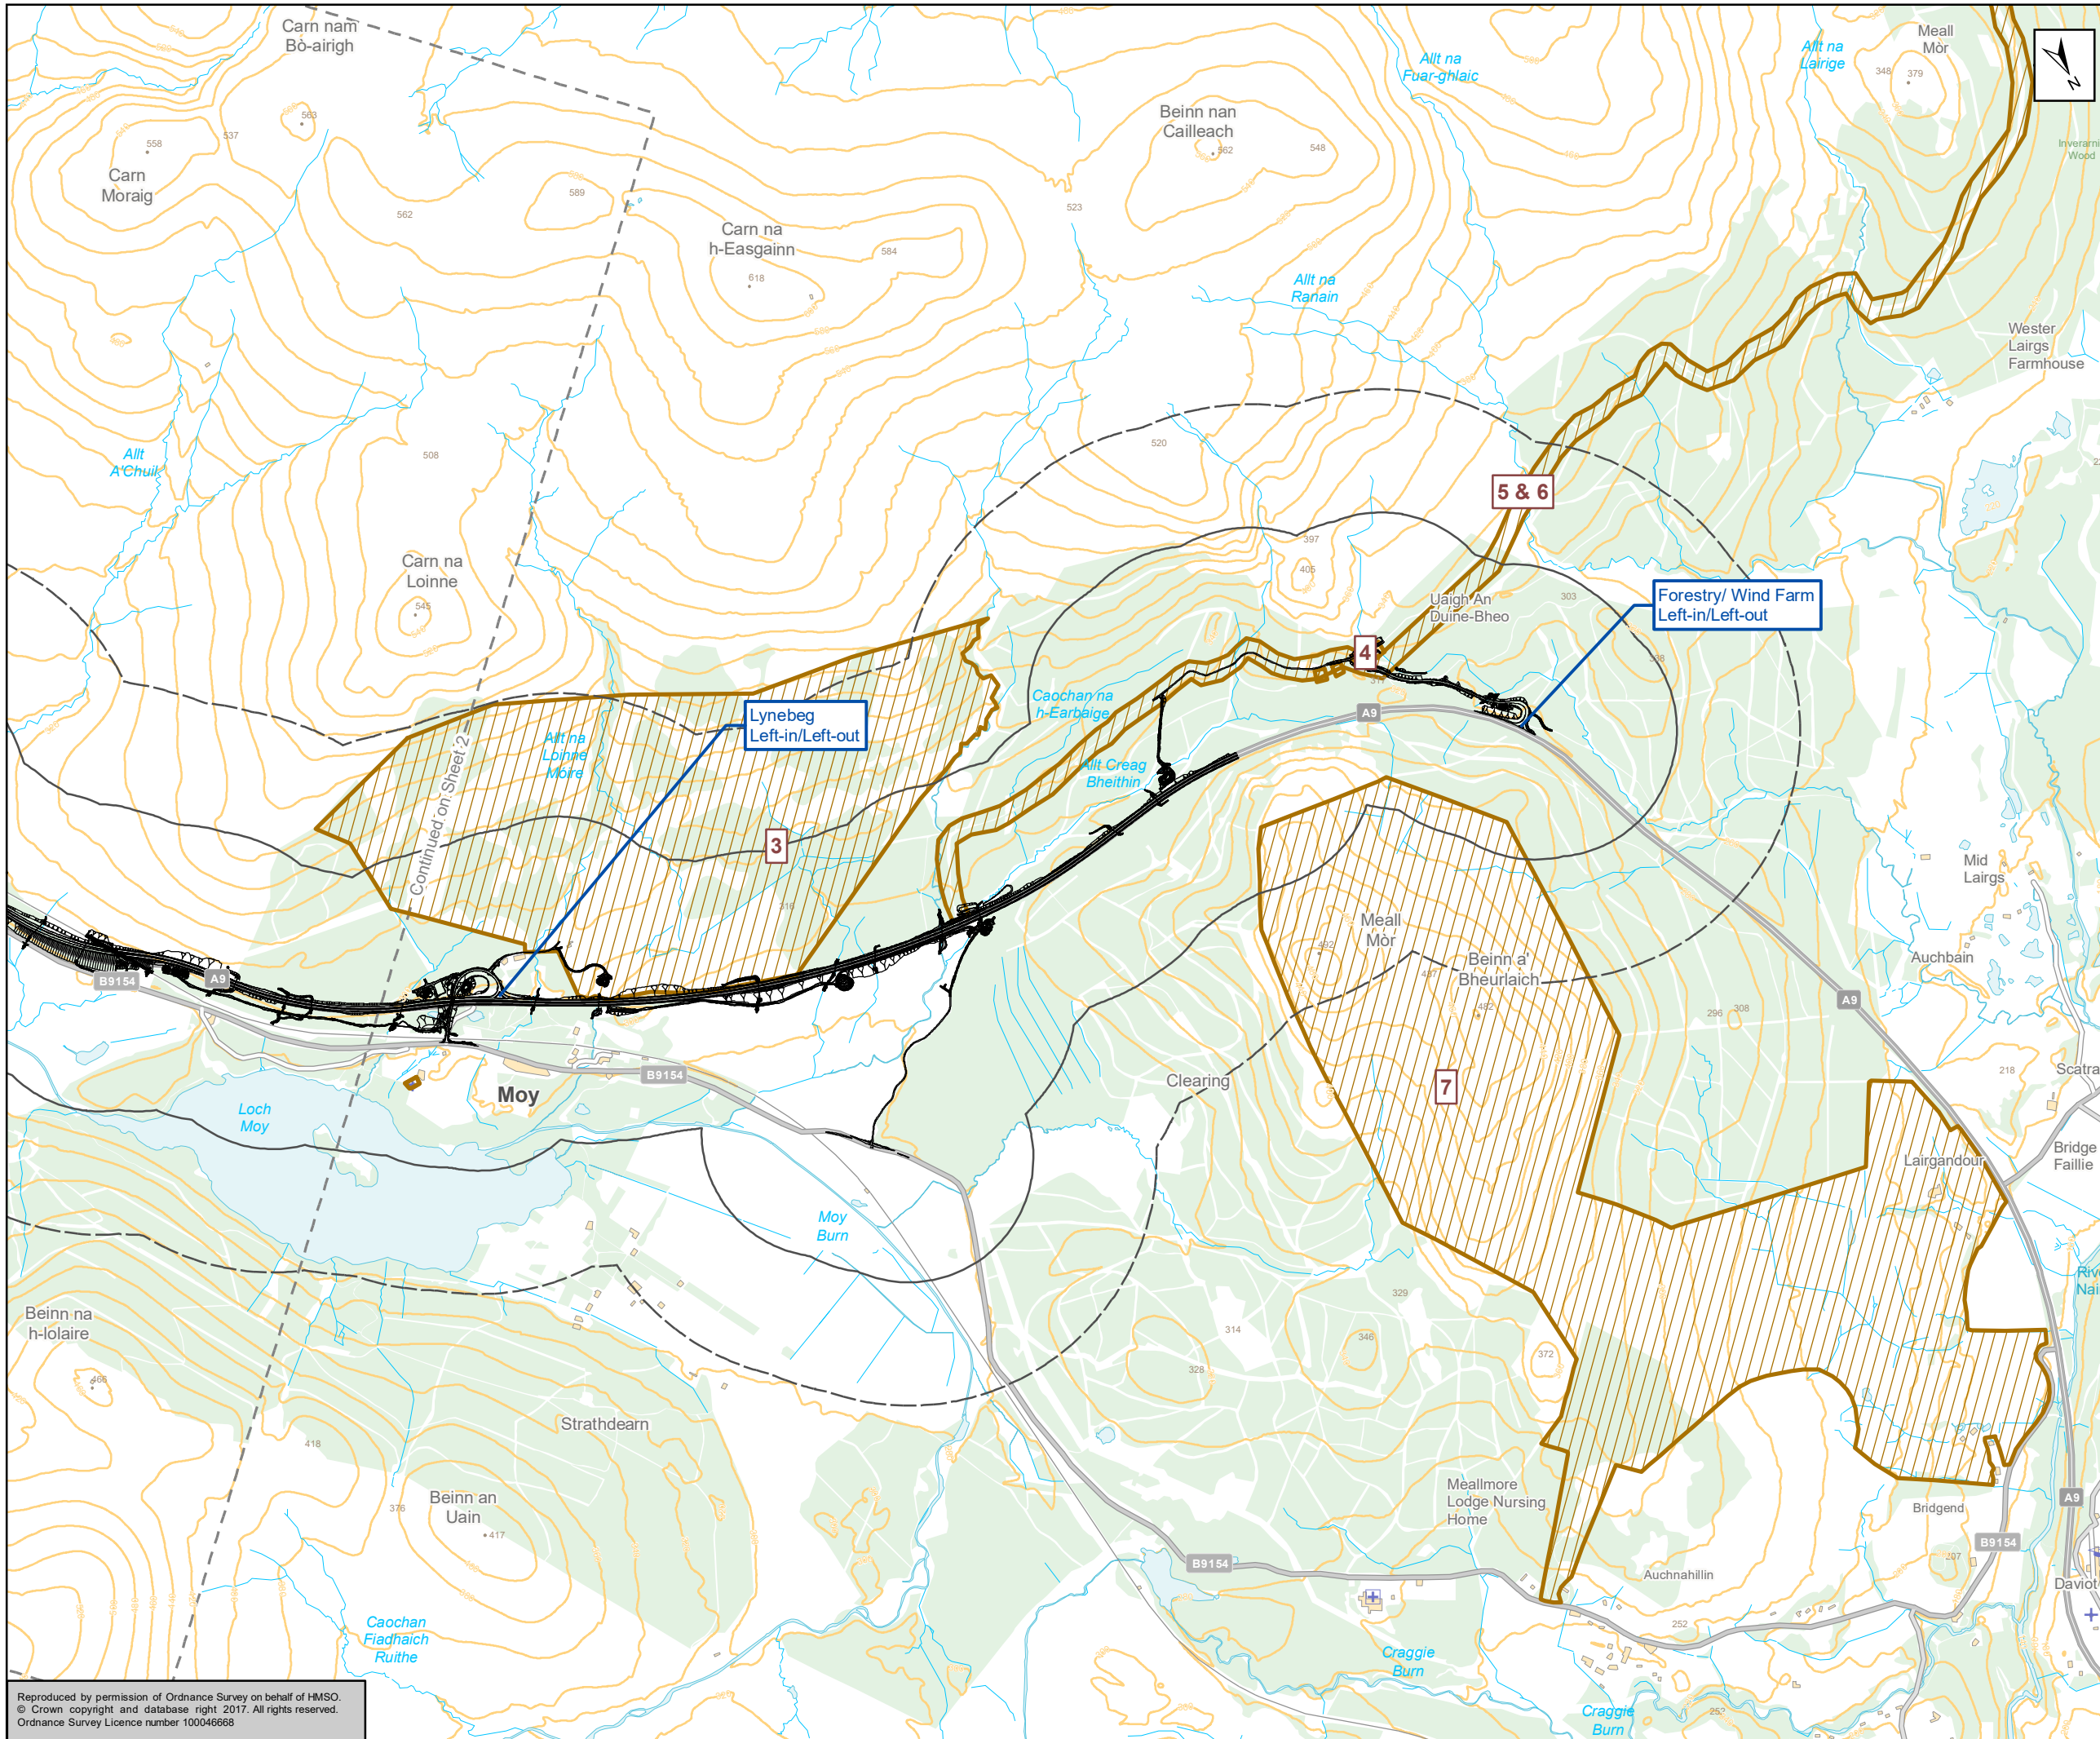 Carn nam
Bò-airigh
Allt na
Fuar-ghlaic
Allt na
Lairige
Meall
Mòr
348
379
N
563
558
537
Carn
Moraig
562
589
Beinn nan
Cailleach
562
548
523
Carn na
h-Easgainn
584
618
Allt na
Ranain
Wester
Lairgs
Farmhouse
Allt
A'Chuil
508
520
5 & 6
397
405
Carn na
Loinne
545
Uaigh An
Duine-Bheo
303
Forestry/ Wind Farm
Left-in/Left-out
338
4
Caochan na
h-Earbaige
A9
Lynebeg
Left-in/Left-out
Allt na
Loinne
Mòire
Allt Creag
Bheithin
Continued on Sheet 2
3
316
Mid
Lairgs
Meall
Mòr
492
437
Beinn a'
Bheurlaich
482
Auchbain
A9
B9154
A9
296
308
218
Scatra
B9154
Moy
Clearing
7
Loch
Moy
Lairgandour
Bridge
Faillie
Moy
Burn
329
314
346
328
372
Beinn na
h-Iolaire
466
Strathdearn
418
376
Beinn an
Uain
417
Meallmore
Lodge Nursing
Home
Bridgend
A9
B9154
207
B9154
Auchnahillin
Daviot
252
Caochan
Fiadhaich
Ruithe
Craggie
Burn
Craggie
Burn
252
Reproduced by permission of Ordnance Survey on behalf of HMSO.
© Crown copyright and database right 2017. All rights reserved.
Ordnance Survey Licence number 100046668